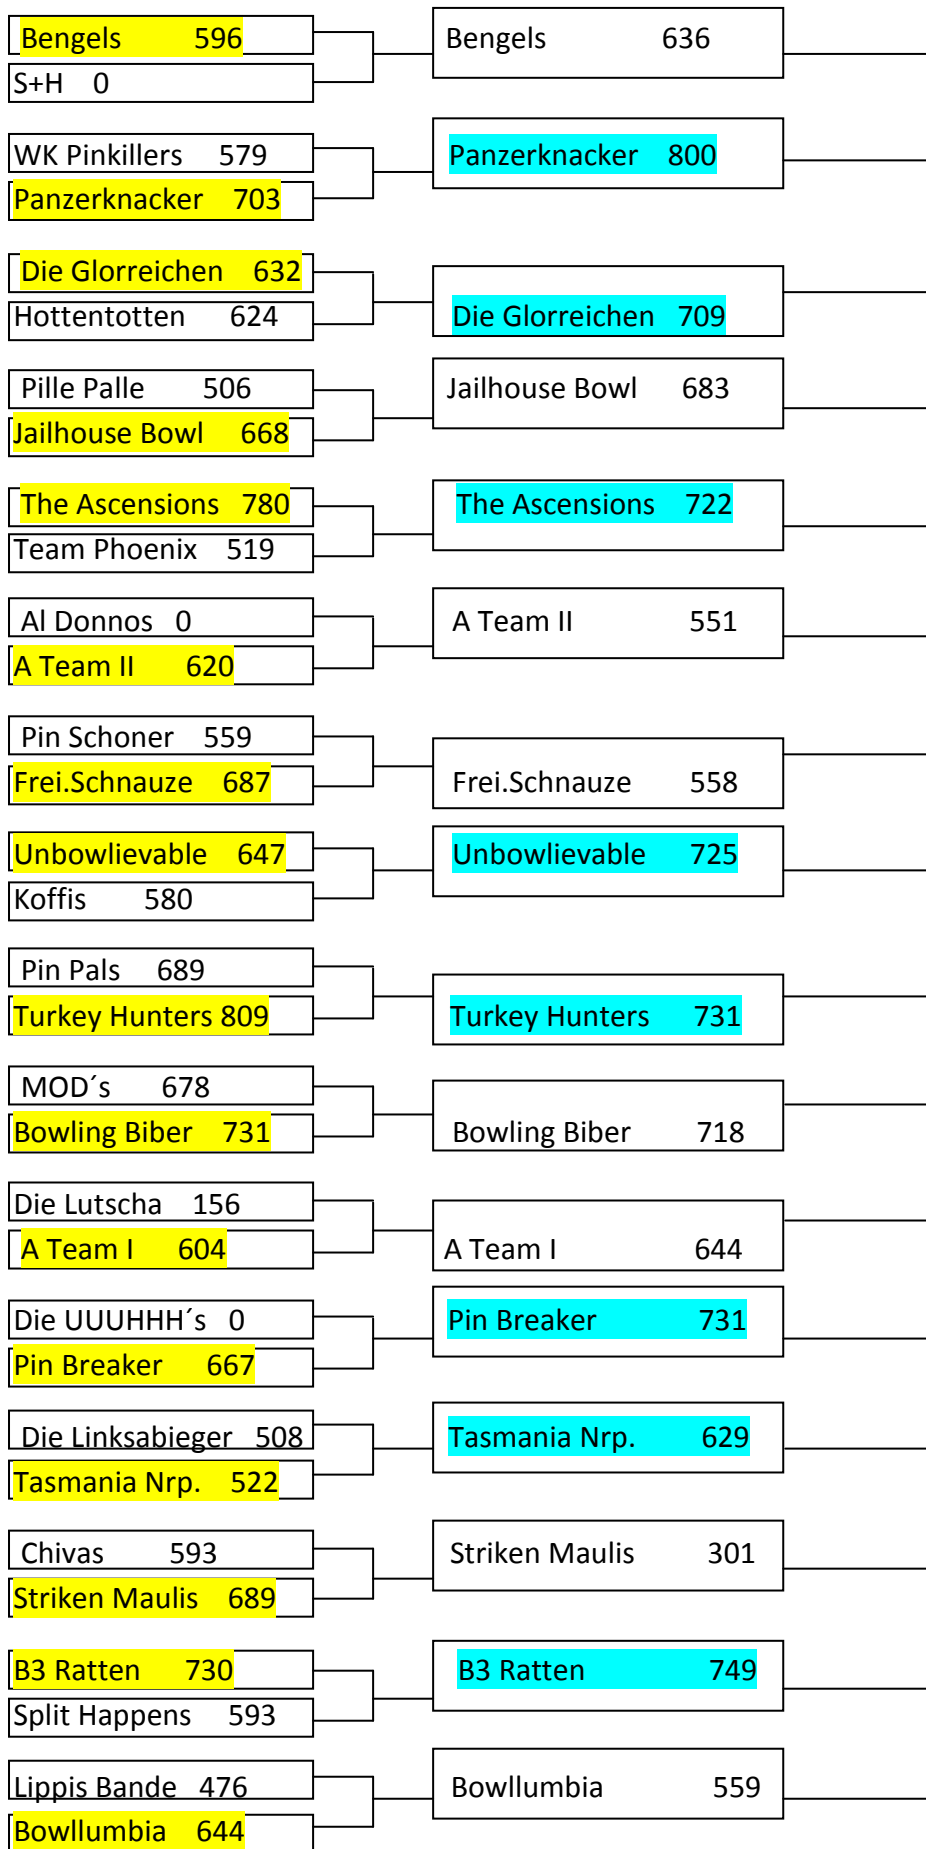 Bengels 596
S+H 0
Bengels 636
WK Pinkillers 579
Panzerknacker 703
Panzerknacker 800
Die Glorreichen 632
Hottentotten 624
Die Glorreichen 709
Pille Palle 506
Jailhouse Bowl 668
Jailhouse Bowl 683
The Ascensions 780
Team Phoenix 519
The Ascensions 722
Al Donnos 0
A Team II 620
A Team II 551
Pin Schoner 559
Frei.Schnauze 687
Frei.Schnauze 558
Unbowlievable 647
Koffis 580
Unbowlievable 725
Pin Pals 689
Turkey Hunters 809
Turkey Hunters 731
MOD´s 678
Bowling Biber 731
Bowling Biber 718
Die Lutscha 156
A Team I 604
A Team I 644
Die UUUHHH´s 0
Pin Breaker 667
Pin Breaker 731
Die Linksabieger 508
Tasmania Nrp. 522
Tasmania Nrp. 629
Chivas 593
Striken Maulis 689
Striken Maulis 301
B3 Ratten 730
Split Happens 593
B3 Ratten 749
Lippis Bande 476
Bowllumbia 644
Bowllumbia 559